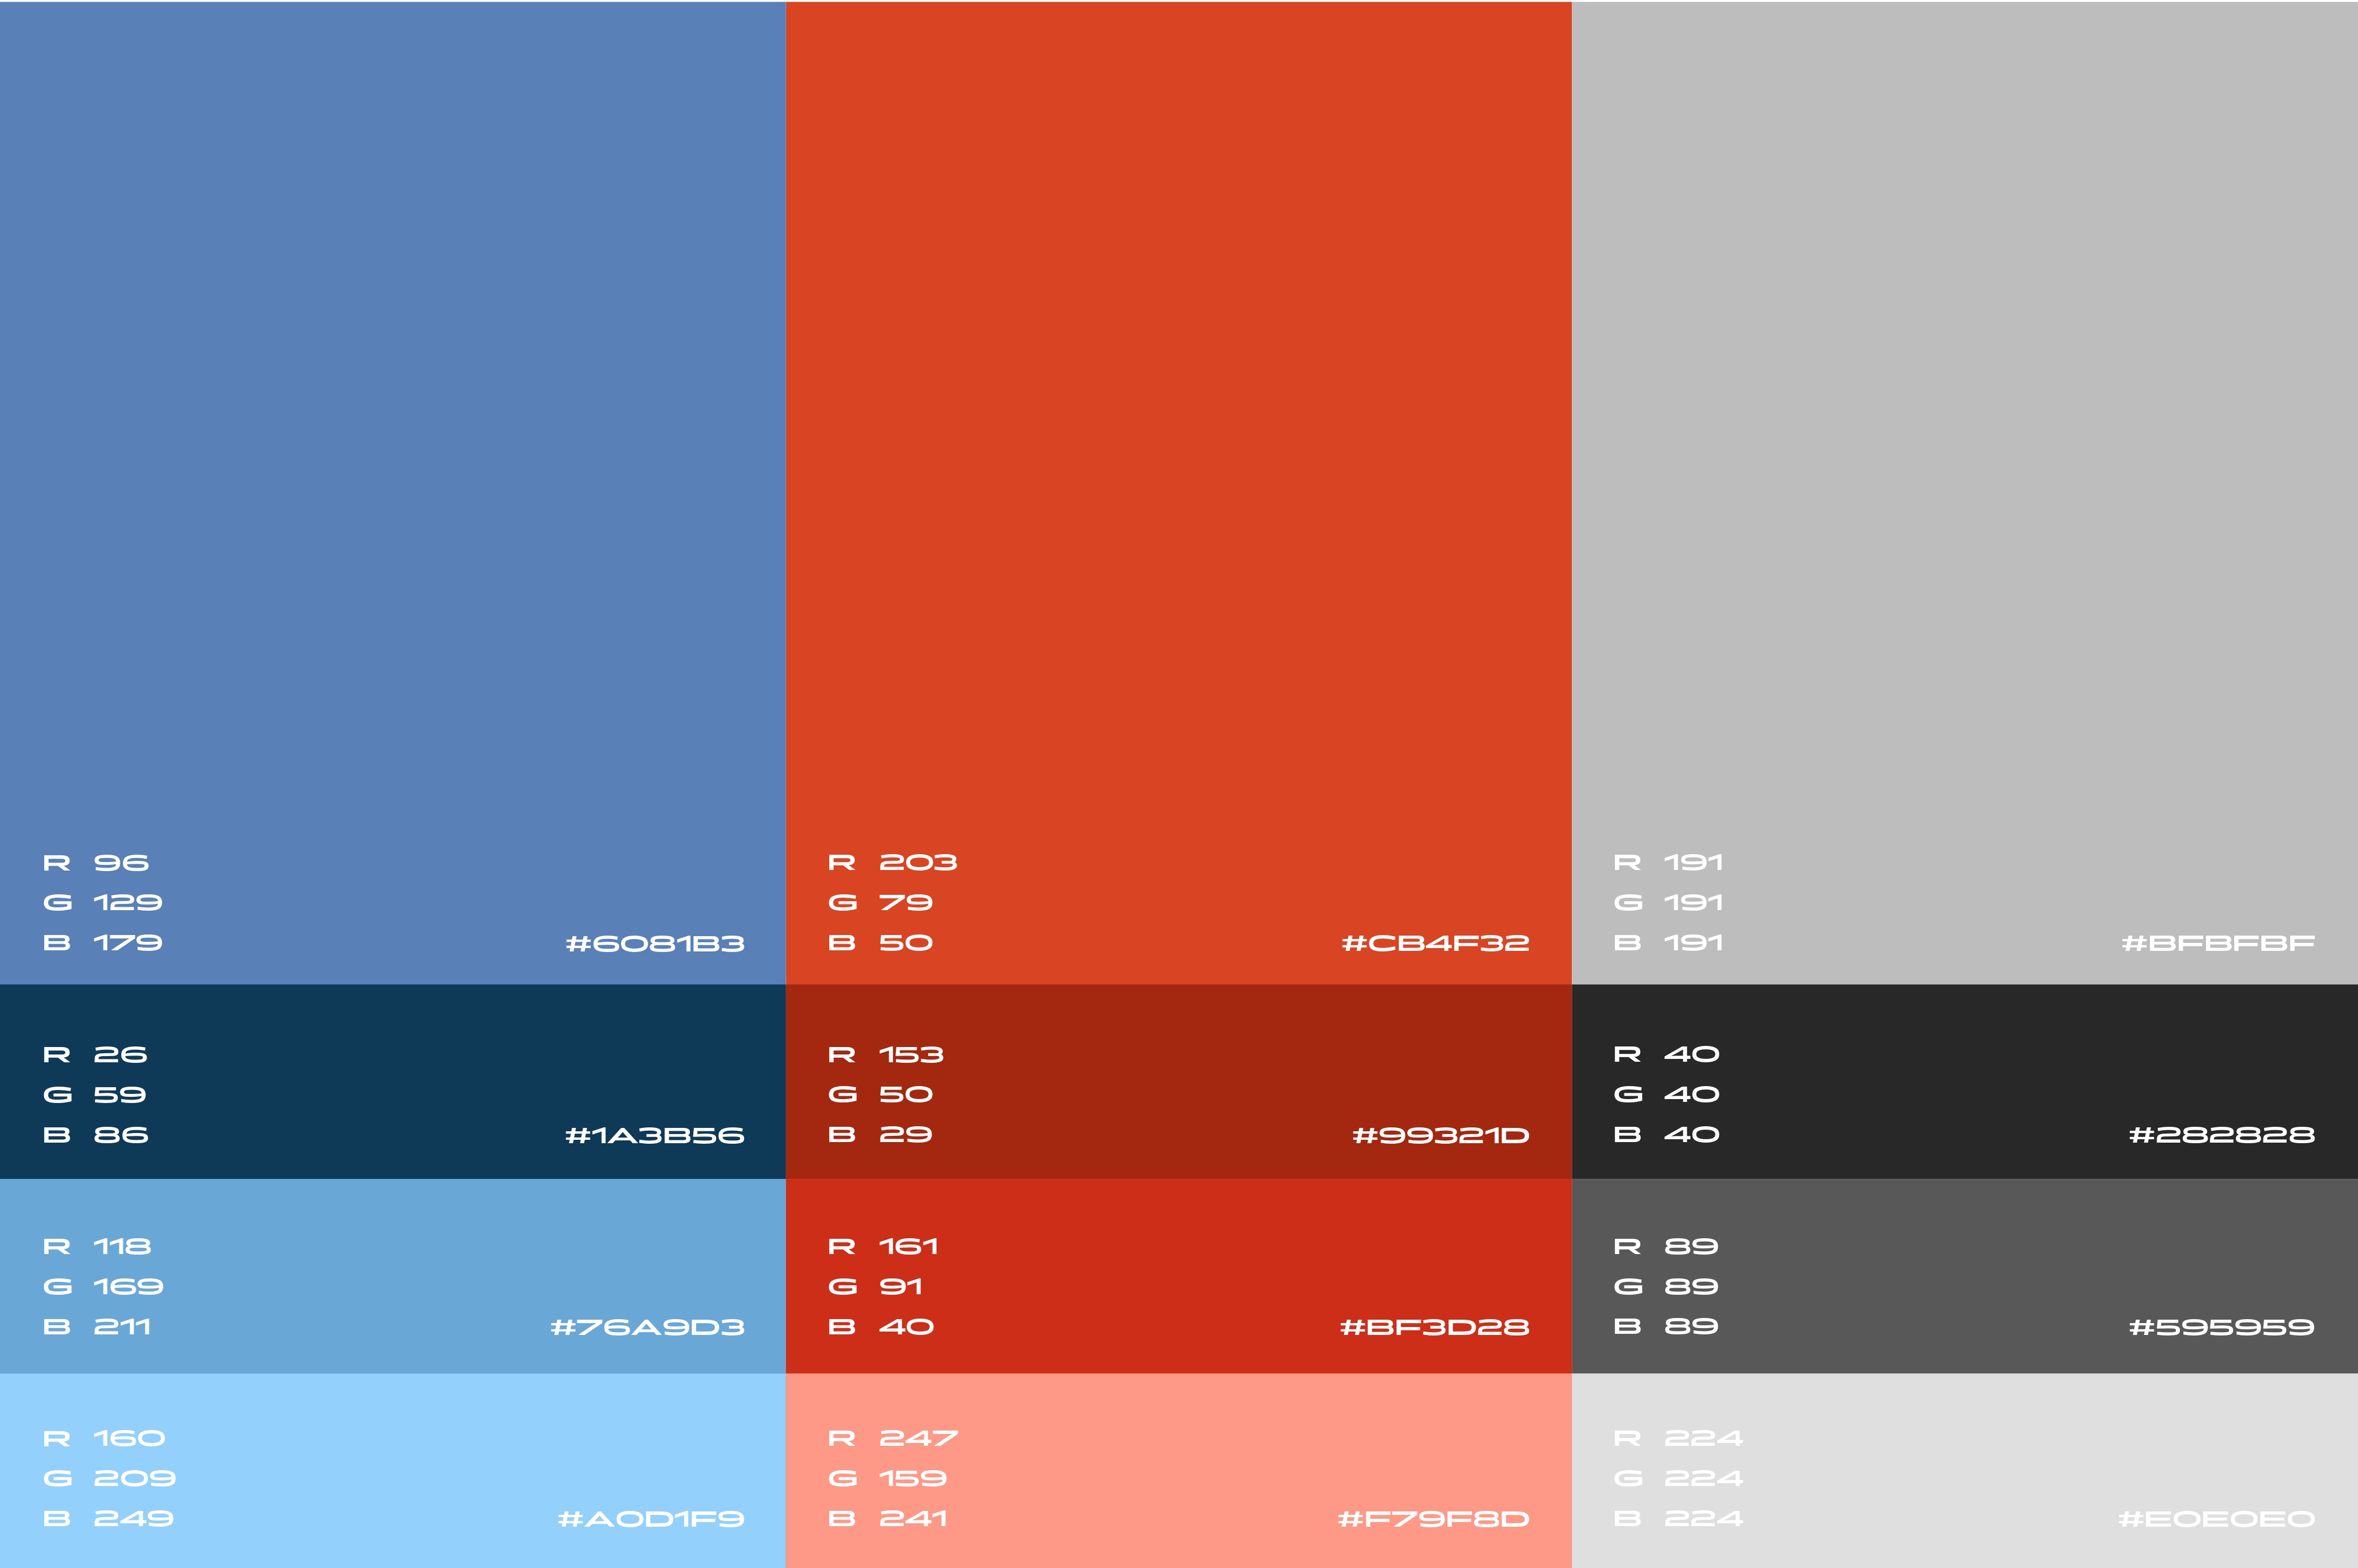 R 96
G 129
B 179
#6081B3
R 203
G 79
B 50
#CB4F32
R 191
G 191
B 191
#BFBFBF
R 26
G 59
B 86
#1A3B56
R 153
G 50
B 29
#99321D
R 40
G 40
B 40
#282828
R 118
G 169
B 211
#76A9D3
R 161
G 91
B 40
#BF3D28
R 89
G 89
B 89
#595959
R 160
G 209
B 249
#A0D1F9
R 247
G 159
B 241
#F79F8D
R 224
G 224
B 224
#E0E0E0